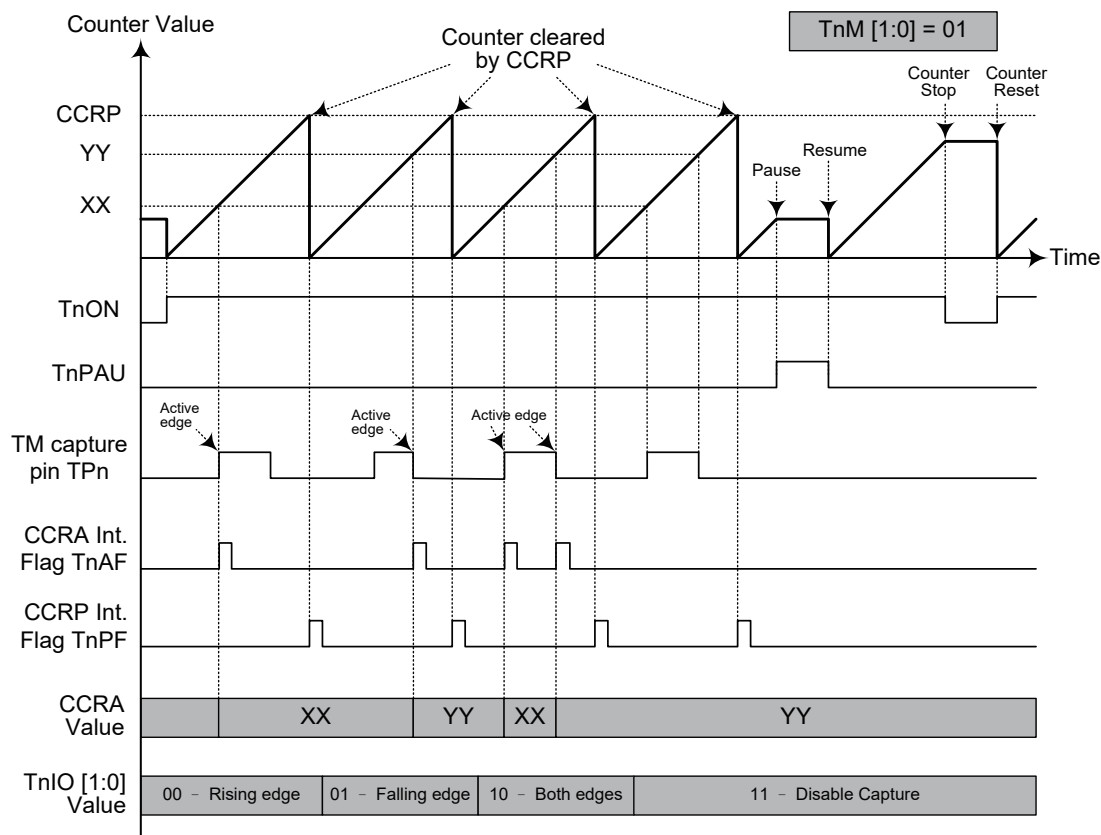 Counter Value
TnM [1:0] = 01
Counter cleared
by CCRP
Counter
Stop
Counter
Reset
CCRP
YY
XX
Pause
Resume
Time
TnON
TnPAU
Active
edge
Active
edge
Active edge
TM capture
pin TPn
CCRA Int.
Flag TnAF
CCRP Int.
Flag TnPF
CCRA
Value
XX
YY
XX
YY
TnIO [1:0]
Value
00 - Rising edge
01 - Falling edge
10 - Both edges
11 - Disable Capture